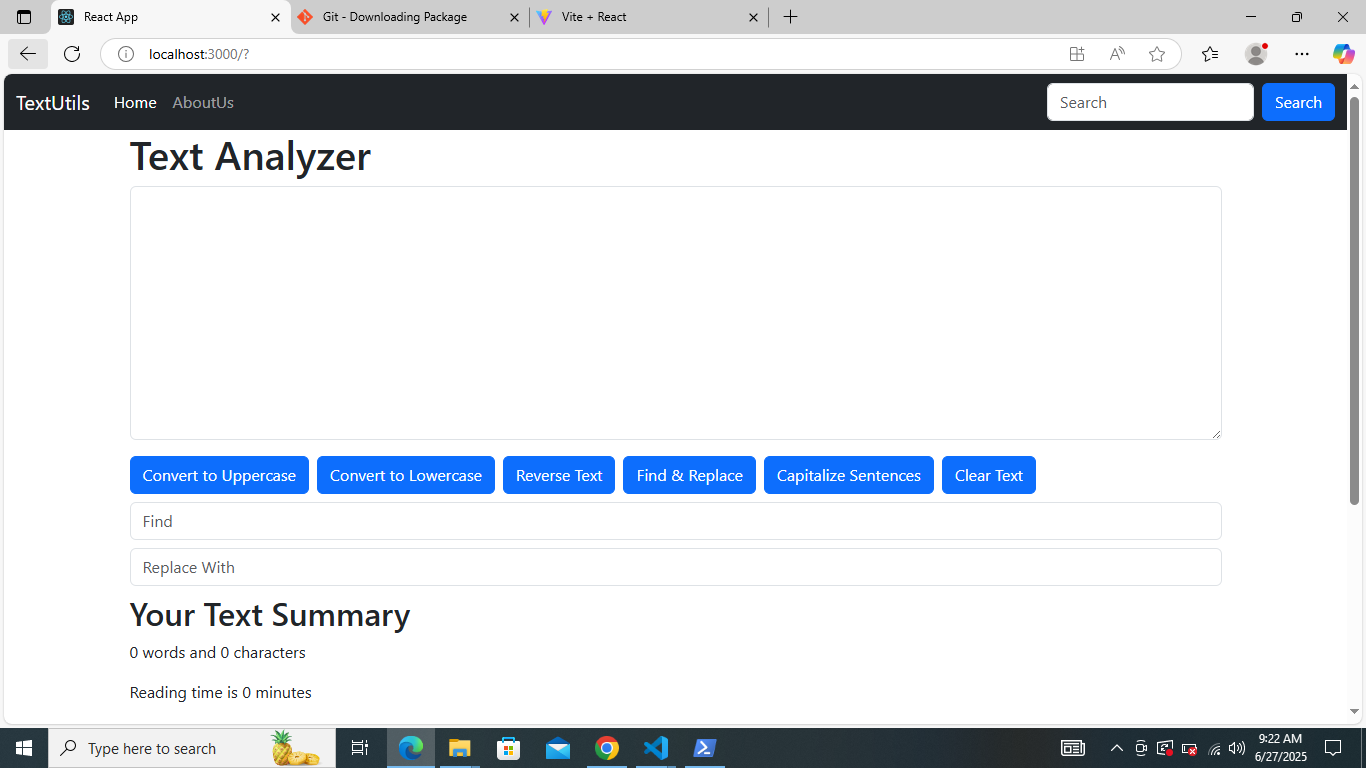 React App
Git - Downloading Package
Vite + React
localhost:3000/?
TextUtils Home AboutUs Search Search
Text Analyzer
Convert to Uppercase Convert to Lowercase Reverse Text Find & Replace Capitalize Sentences Clear Text
Find
Replace With
Your Text Summary
0 words and 0 characters
Reading time is 0 minutes
Type here to search
9:22 AM
6/27/2025